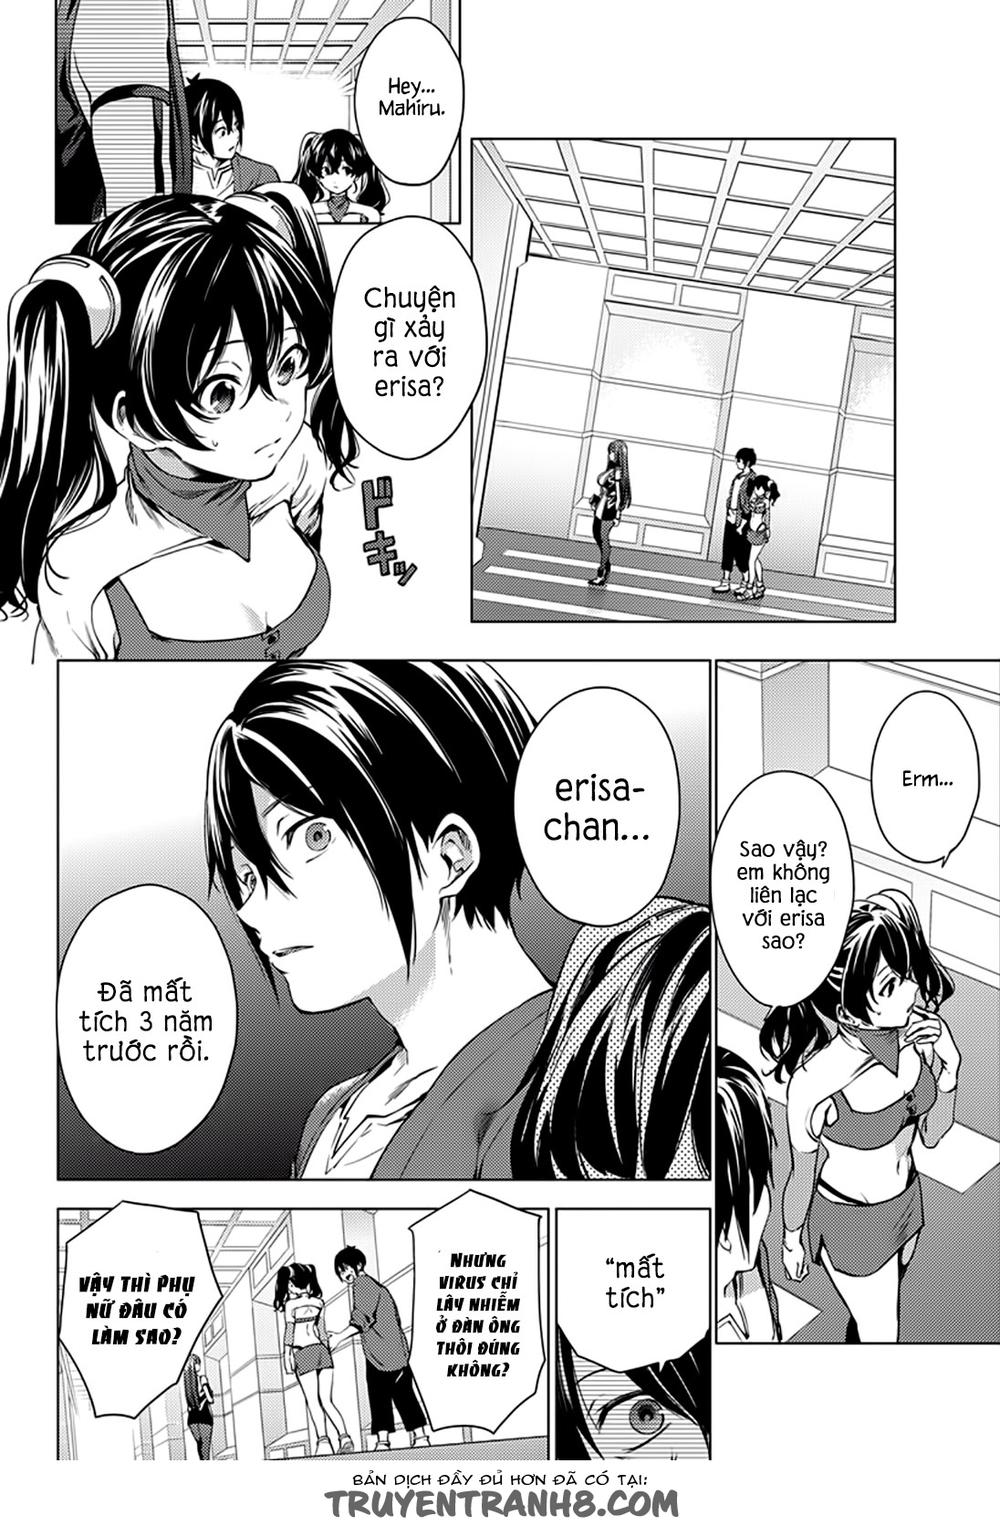 Hey...
Mahiru.
Chuyện
gì xảy
ra với
erisa?
ドキッ
Erm...
Sao vậy?
em không
liên lạc
với erisa
sao?
erisa-
chan...
Đã mất
tích 3 năm
trước rồi.
"mất
tích"
Nhưng
virus chỉ
lây nhiễm
ở đàn ông
thôi đúng
không?
Vậy thì phụ
nữ đâu có
làm sao?
BẢN DỊCH ĐẦY ĐỦ HƠN ĐÃ CÓ TẠI:
TRUYENTRANH8.COM